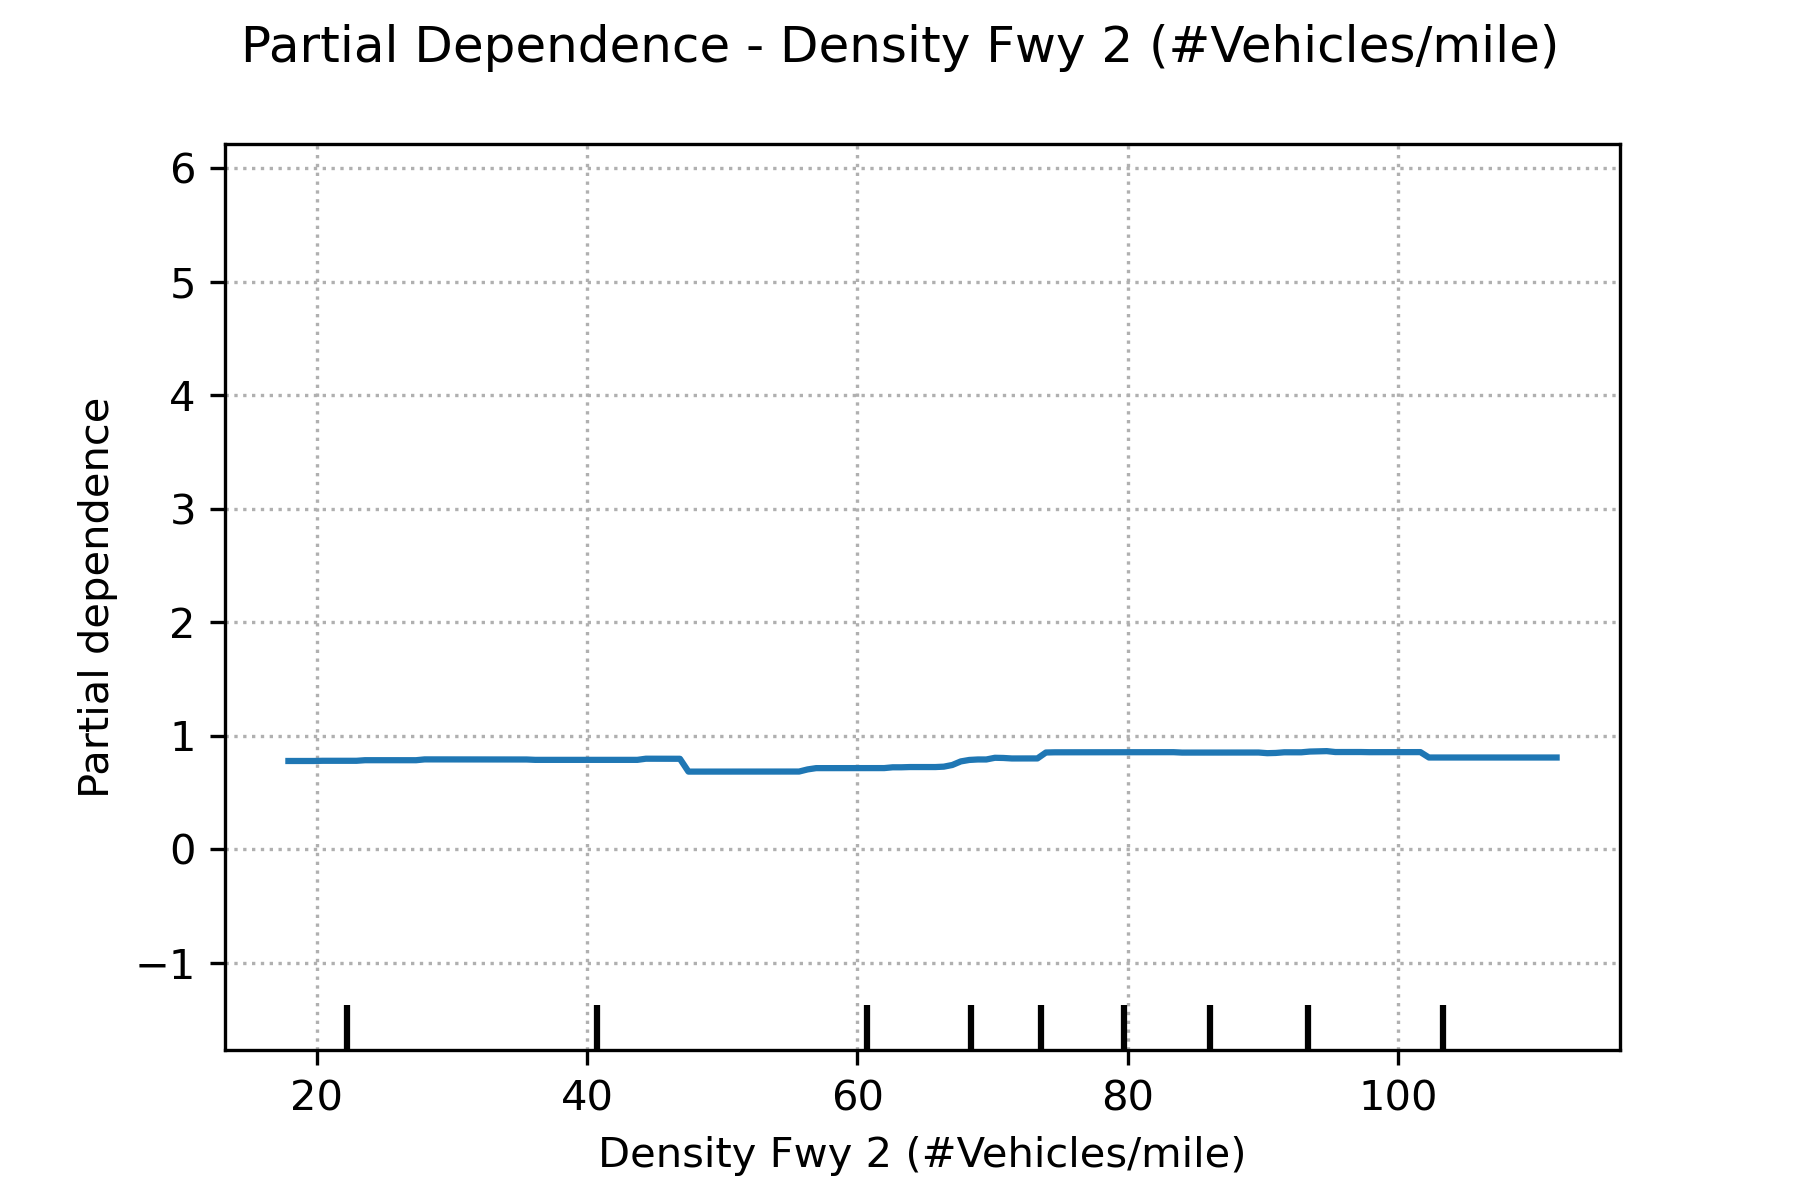 Partial Dependence - Density Fwy 2 (#Vehicles/mile)
6
5
4
3
2
1
0
−1
Partial dependence
20 40 60 80 100
Density Fwy 2 (#Vehicles/mile)